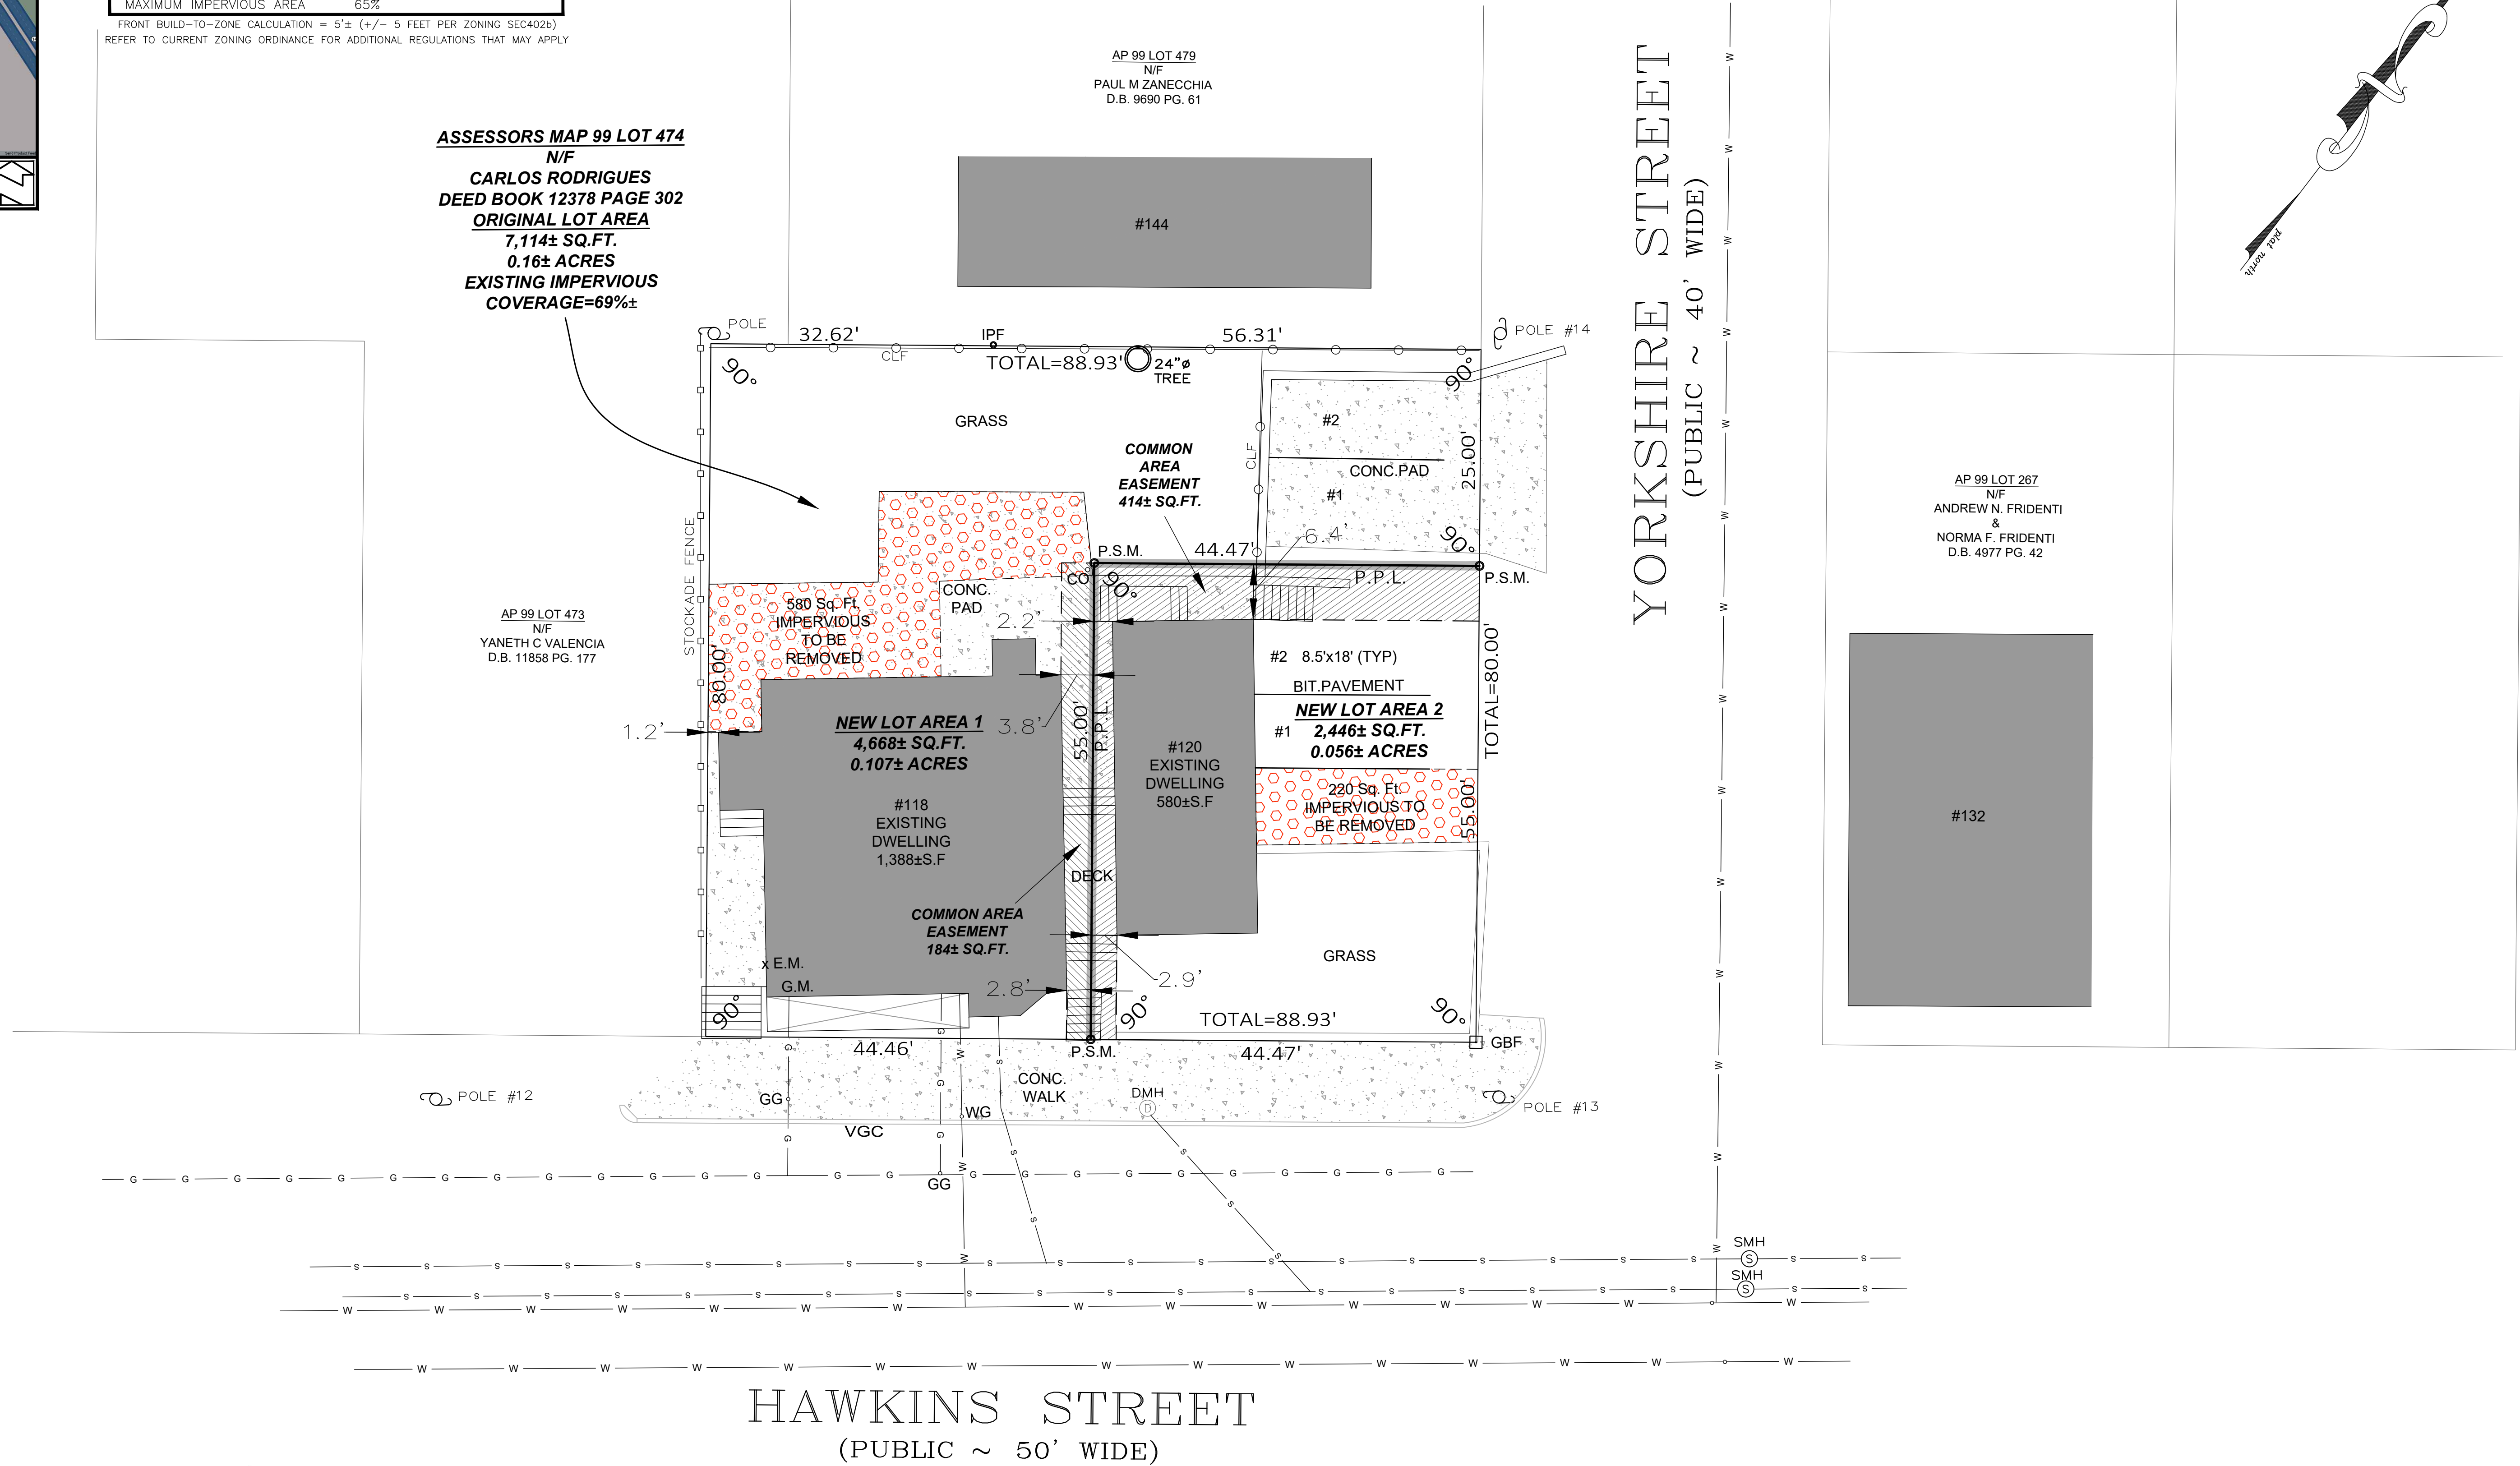 MAXIMUM IMPERVIOUS AREA 65%
FRONT BUILD-TO-ZONE CALCULATION = 5'± (+/- 5 FEET PER ZONING SEC402b)
REFER TO CURRENT ZONING ORDINANCE FOR ADDITIONAL REGULATIONS THAT MAY APPLY
AP 99 LOT 479
N/F
PAUL M ZANECCHIA
D.B. 9690 PG. 61
ASSESSORS MAP 99 LOT 474
N/F
CARLOS RODRIGUES
DEED BOOK 12378 PAGE 302
ORIGINAL LOT AREA
7,114± SQ.FT.
0.16± ACRES
EXISTING IMPERVIOUS
COVERAGE=69%±
#144
YORKSHIRE STREET
(PUBLIC ~ 40' WIDE)
plat north
POLE
32.62'
IPF
56.31'
POLE #14
CLF
TOTAL=88.93'
24"ø
TREE
90°
90°
GRASS
#2
COMMON
AREA
EASEMENT
414± SQ.FT.
CLF
CONC.PAD
25.00'
#1
6.4'
AP 99 LOT 267
N/F
ANDREW N. FRIDENTI
&
NORMA F. FRIDENTI
D.B. 4977 PG. 42
STOCKADE FENCE
P.S.M.
44.47'
90°
CO
90°
P.P.L.
P.S.M.
CONC.
PAD
580 Sq. Ft.
IMPERVIOUS
TO BE
REMOVED
2.2'
AP 99 LOT 473
N/F
YANETH C VALENCIA
D.B. 11858 PG. 177
80.00'
#2 8.5'x18' (TYP)
BIT.PAVEMENT
TOTAL=80.00'
1.2'
NEW LOT AREA 1
4,668± SQ.FT.
0.107± ACRES
3.8'
55.00'
P.P.L.
NEW LOT AREA 2
#1 2,446± SQ.FT.
0.056± ACRES
#120
EXISTING
DWELLING
580±S.F
#118
EXISTING
DWELLING
1,388±S.F
220 Sq. Ft.
IMPERVIOUS TO
BE REMOVED
55.00'
#132
DECK
COMMON AREA
EASEMENT
184± SQ.FT.
GRASS
x E.M.
G.M.
2.8'
2.9'
90°
90°
TOTAL=88.93'
90°
44.46'
P.S.M.
44.47'
GBF
POLE #12
CONC.
WALK
GG
WG
DMH
D
POLE #13
VGC
G G G G G G G G G G G G G G G G G G G G G G G G G G
GG
S S S S S S S S S S S S S S S S S S S S S S
SMH
S
S S S S S S S S S S S S S S S S S S S S S
SMH
S
W W W W W W W W W W W W W W W
W W W W W W W W W W W W W W W
HAWKINS STREET
(PUBLIC ~ 50' WIDE)